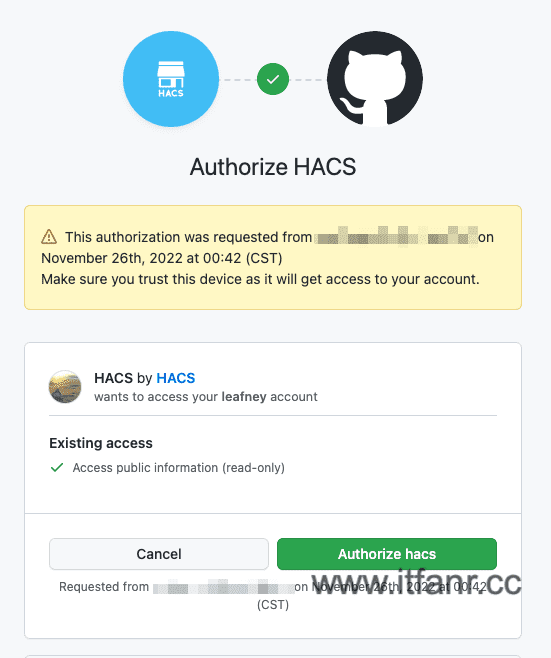 HACS
Authorize HACS
This authorization was requested from on
November 26th, 2022 at 00:42 (CST)
Make sure you trust this device as it will get access to your account.
HACS by HACS
wants to access your leafney account
Existing access
Access public information (read-only)
Cancel
Authorize hacs
Requested from on November 26th, 2022 at 00:42
(CST)
www.itfanr.cc